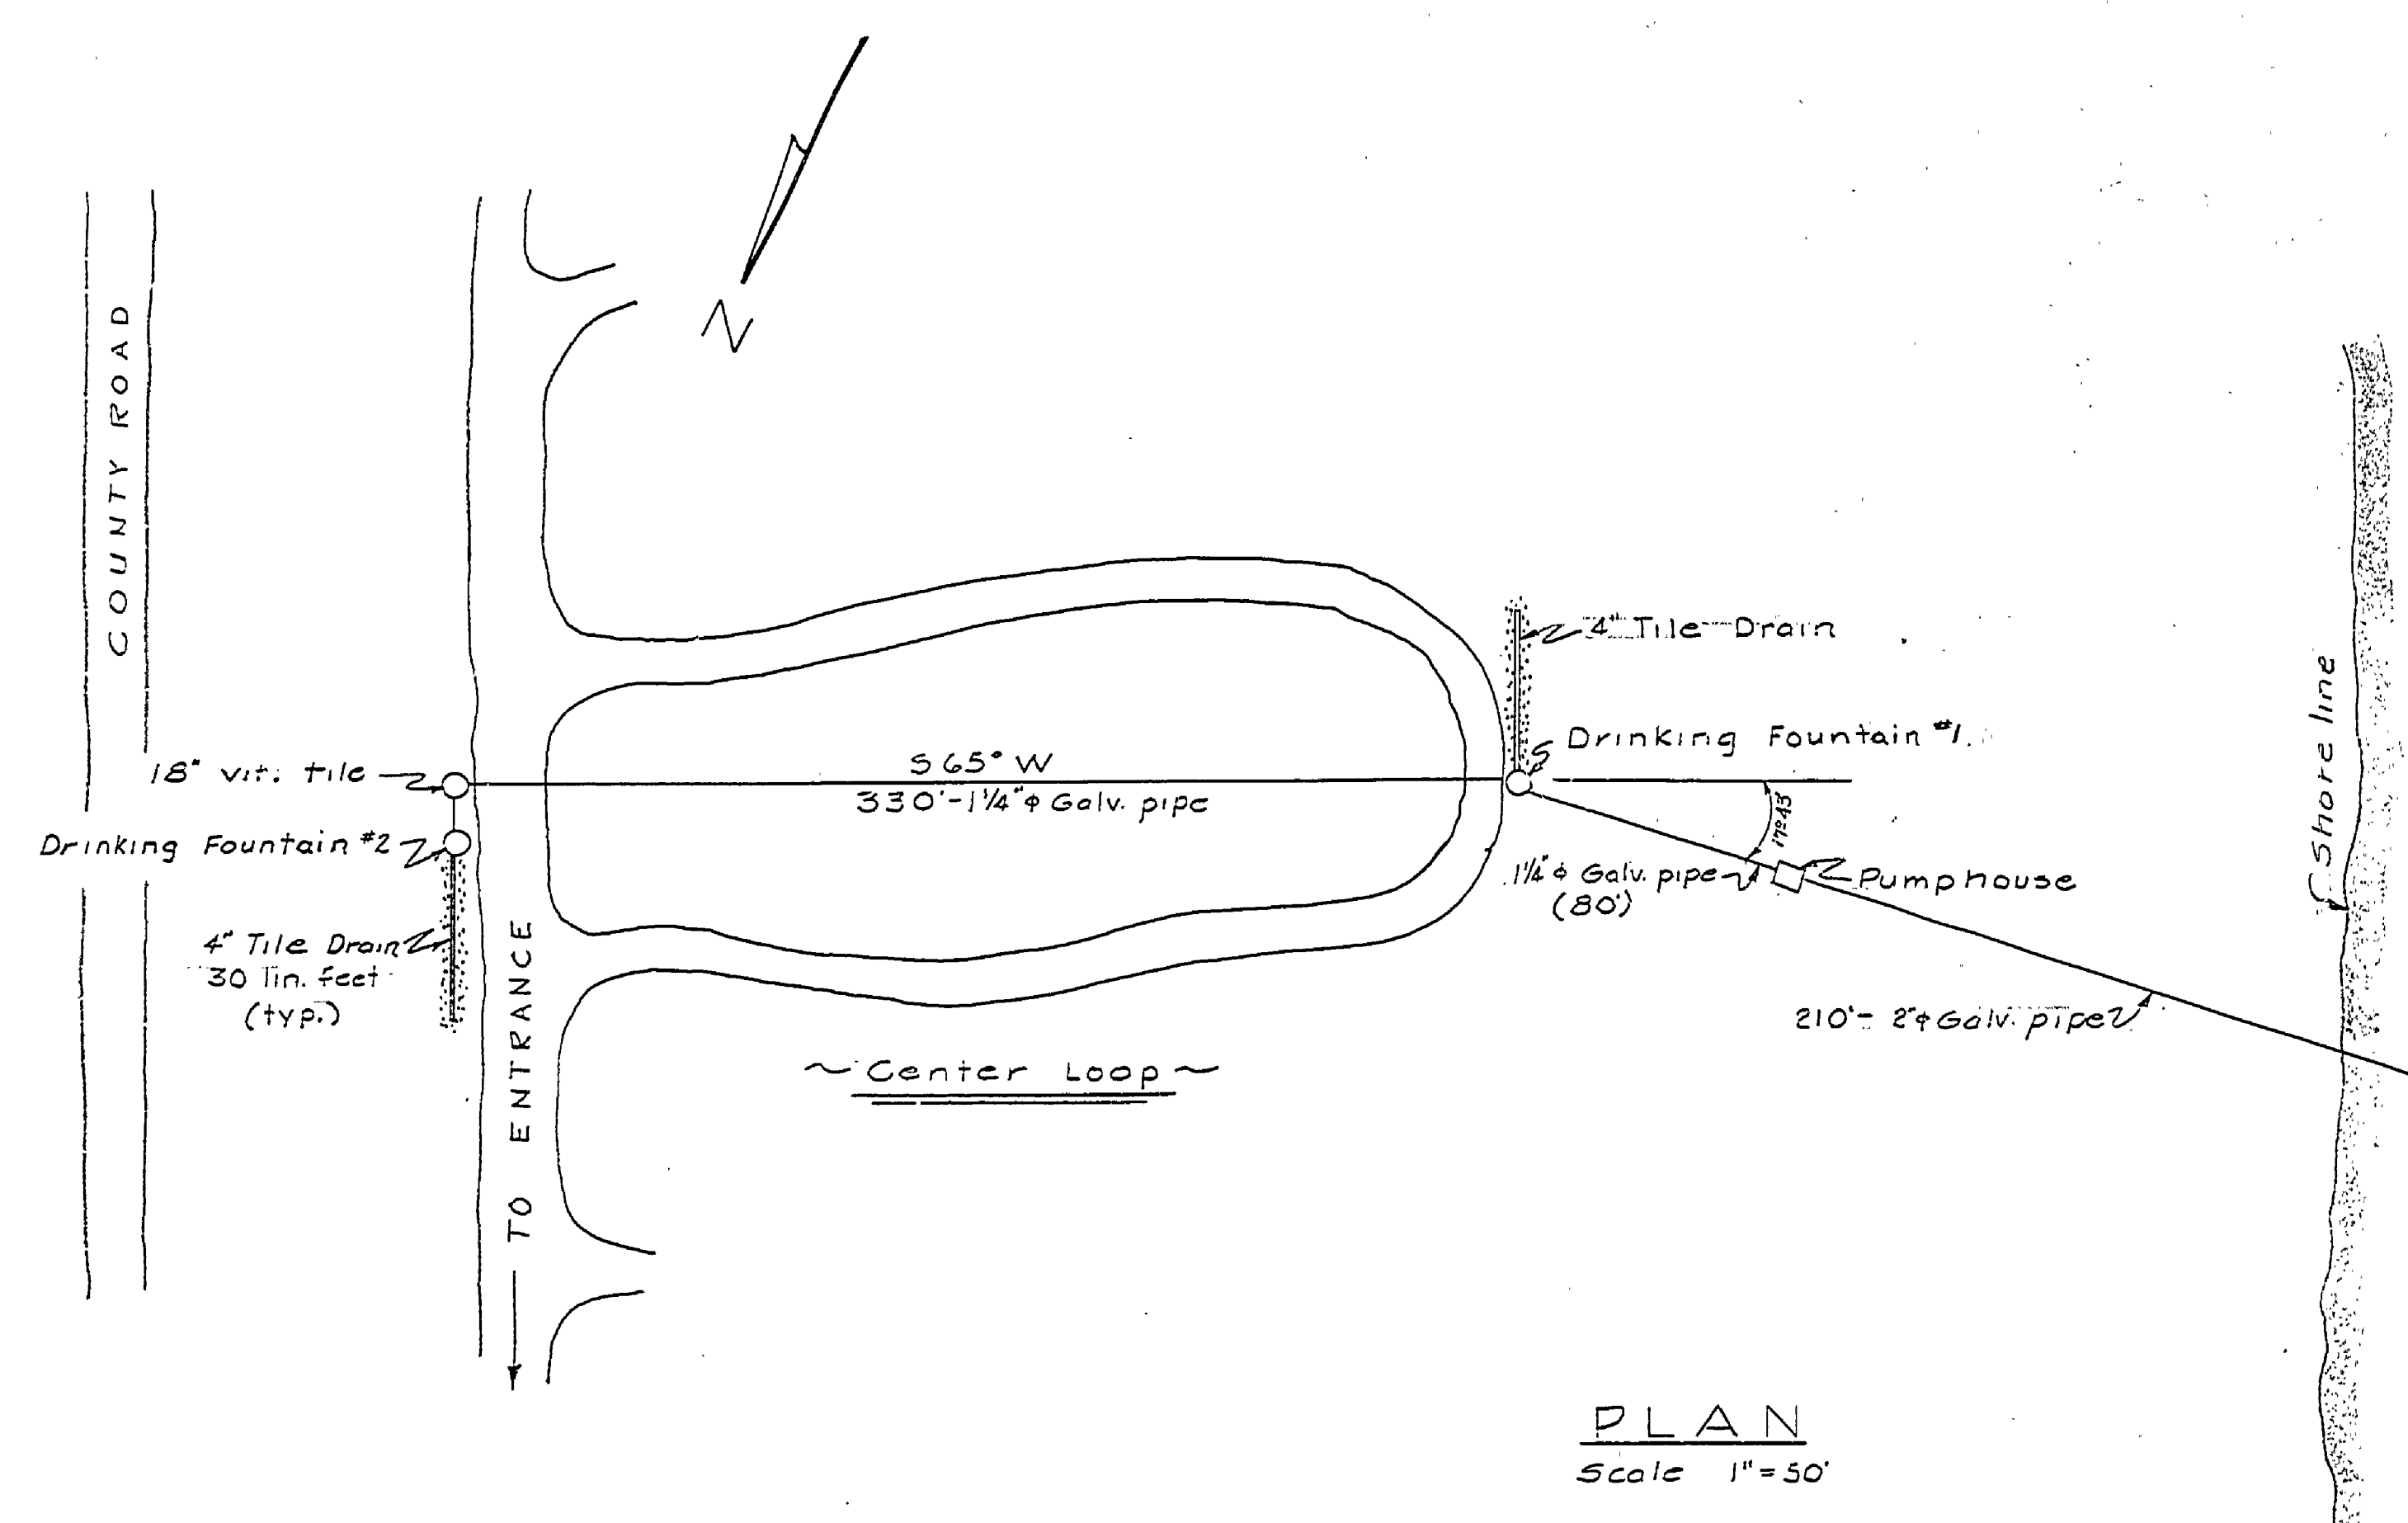 N
COUNTY ROAD
4" Tile Drain
Drinking Fountain #1.
18" vit. tile
S 65° W
330'-1¼"ϕ Galv. pipe
17°43'
Drinking Fountain #2
1¼"ϕ Galv. pipe
(80')
Pumphouse
Shore line
4" Tile Drain
30 lin. feet
(typ.)
TO ENTRANCE
210'- 2"ϕ Galv. pipe
~ Center Loop ~
PLAN
Scale 1" = 50'